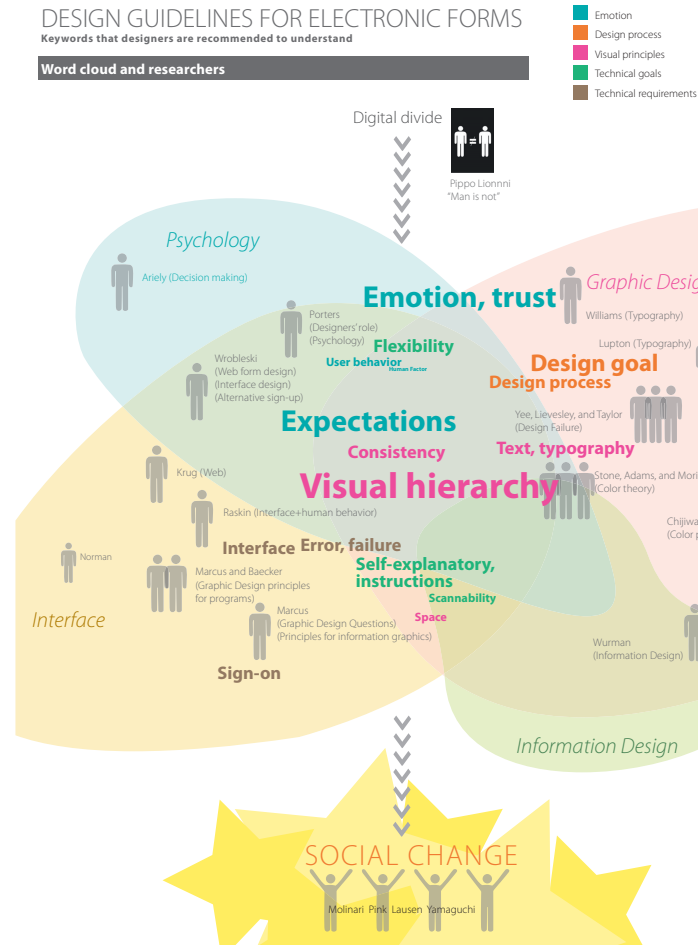 DESIGN GUIDELINES FOR ELECTRONIC FORMS
Keywords that designers are recommended to understand
Word cloud and researchers
Emotion
Design process
Visual principles
Technical goals
Technical requirements
Digital divide
Pippo Lionnni
"Man is not"
Psychology
Ariely (Decision making)
Emotion, trust
Graphic Desig
Williams (Typography)
Porters
(Designers' role)
(Psychology)
Flexibility
User behavior
Human Factor
Lupton (Typography)
Design goal
Design process
Wrobleski
(Web form design)
(Interface design)
(Alternative sign-up)
Expectations
Yee, Lievesley, and Taylor
(Design Failure)
Consistency
Text, typography
Krug (Web)
Visual hierarchy
Stone, Adams, and Mori
(Color theory)
Raskin (Interface+human behavior)
Chijiwa
(Color p
Interface
Error, failure
Norman
Marcus and Baecker
(Graphic Design principles
for programs)
Self-explanatory,
instructions
Scannability
Space
Interface
Marcus
(Graphic Design Questions)
(Principles for information graphics)
Wurman
(Information Design)
Sign-on
Information Design
SOCIAL CHANGE
Molinari Pink Lausen Yamaguchi